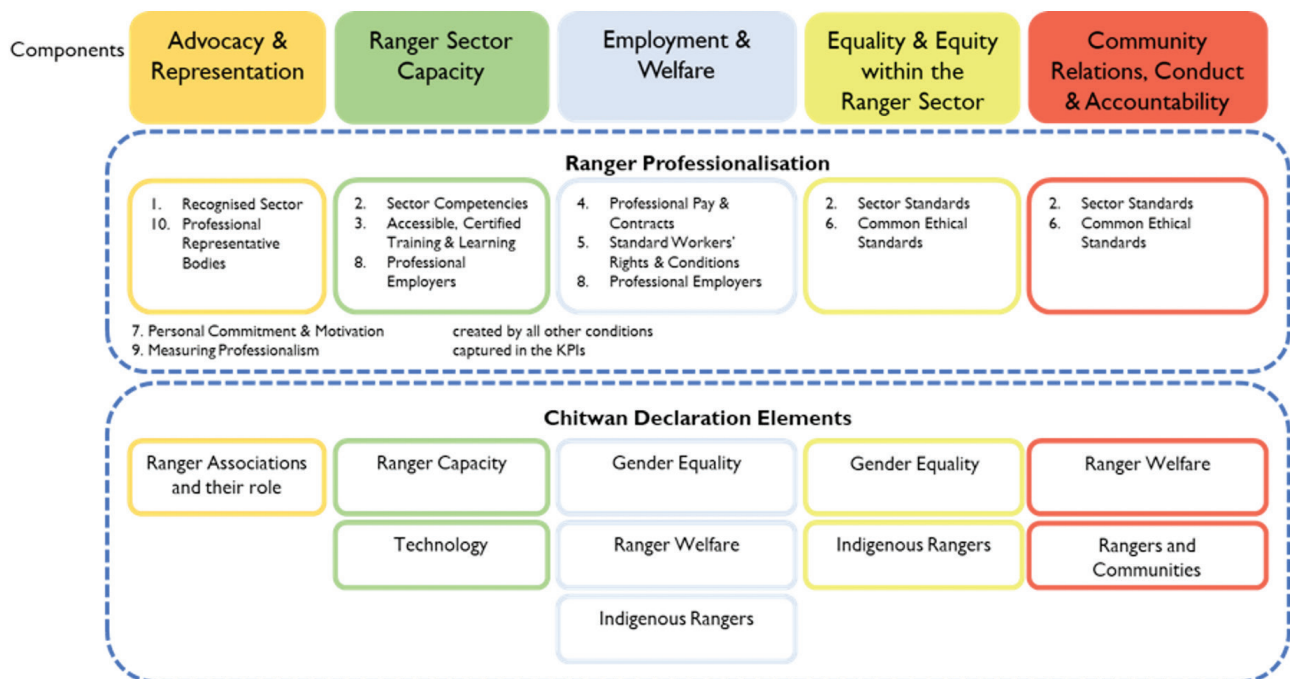 Components
Advocacy &
Representation
Ranger Sector
Capacity
Employment &
Welfare
Equality & Equity
within the
Ranger Sector
Community
Relations, Conduct
& Accountability
Ranger Professionalisation
1. Recognised Sector
10. Professional
Representative
Bodies
2. Sector Competencies
3. Accessible, Certified
Training & Learning
8. Professional
Employers
4. Professional Pay &
Contracts
5. Standard Workers'
Rights & Conditions
8. Professional Employers
2. Sector Standards
6. Common Ethical
Standards
2. Sector Standards
6. Common Ethical
Standards
7. Personal Commitment & Motivation created by all other conditions
9. Measuring Professionalism captured in the KPIs
Chitwan Declaration Elements
Ranger Associations
and their role
Ranger Capacity
Technology
Gender Equality
Ranger Welfare
Indigenous Rangers
Gender Equality
Indigenous Rangers
Ranger Welfare
Rangers and
Communities